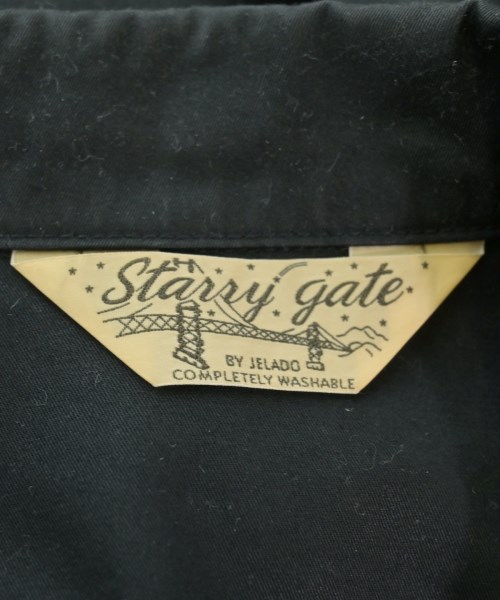 Starry gate
BY JELADO
COMPLETELY WASHABLE